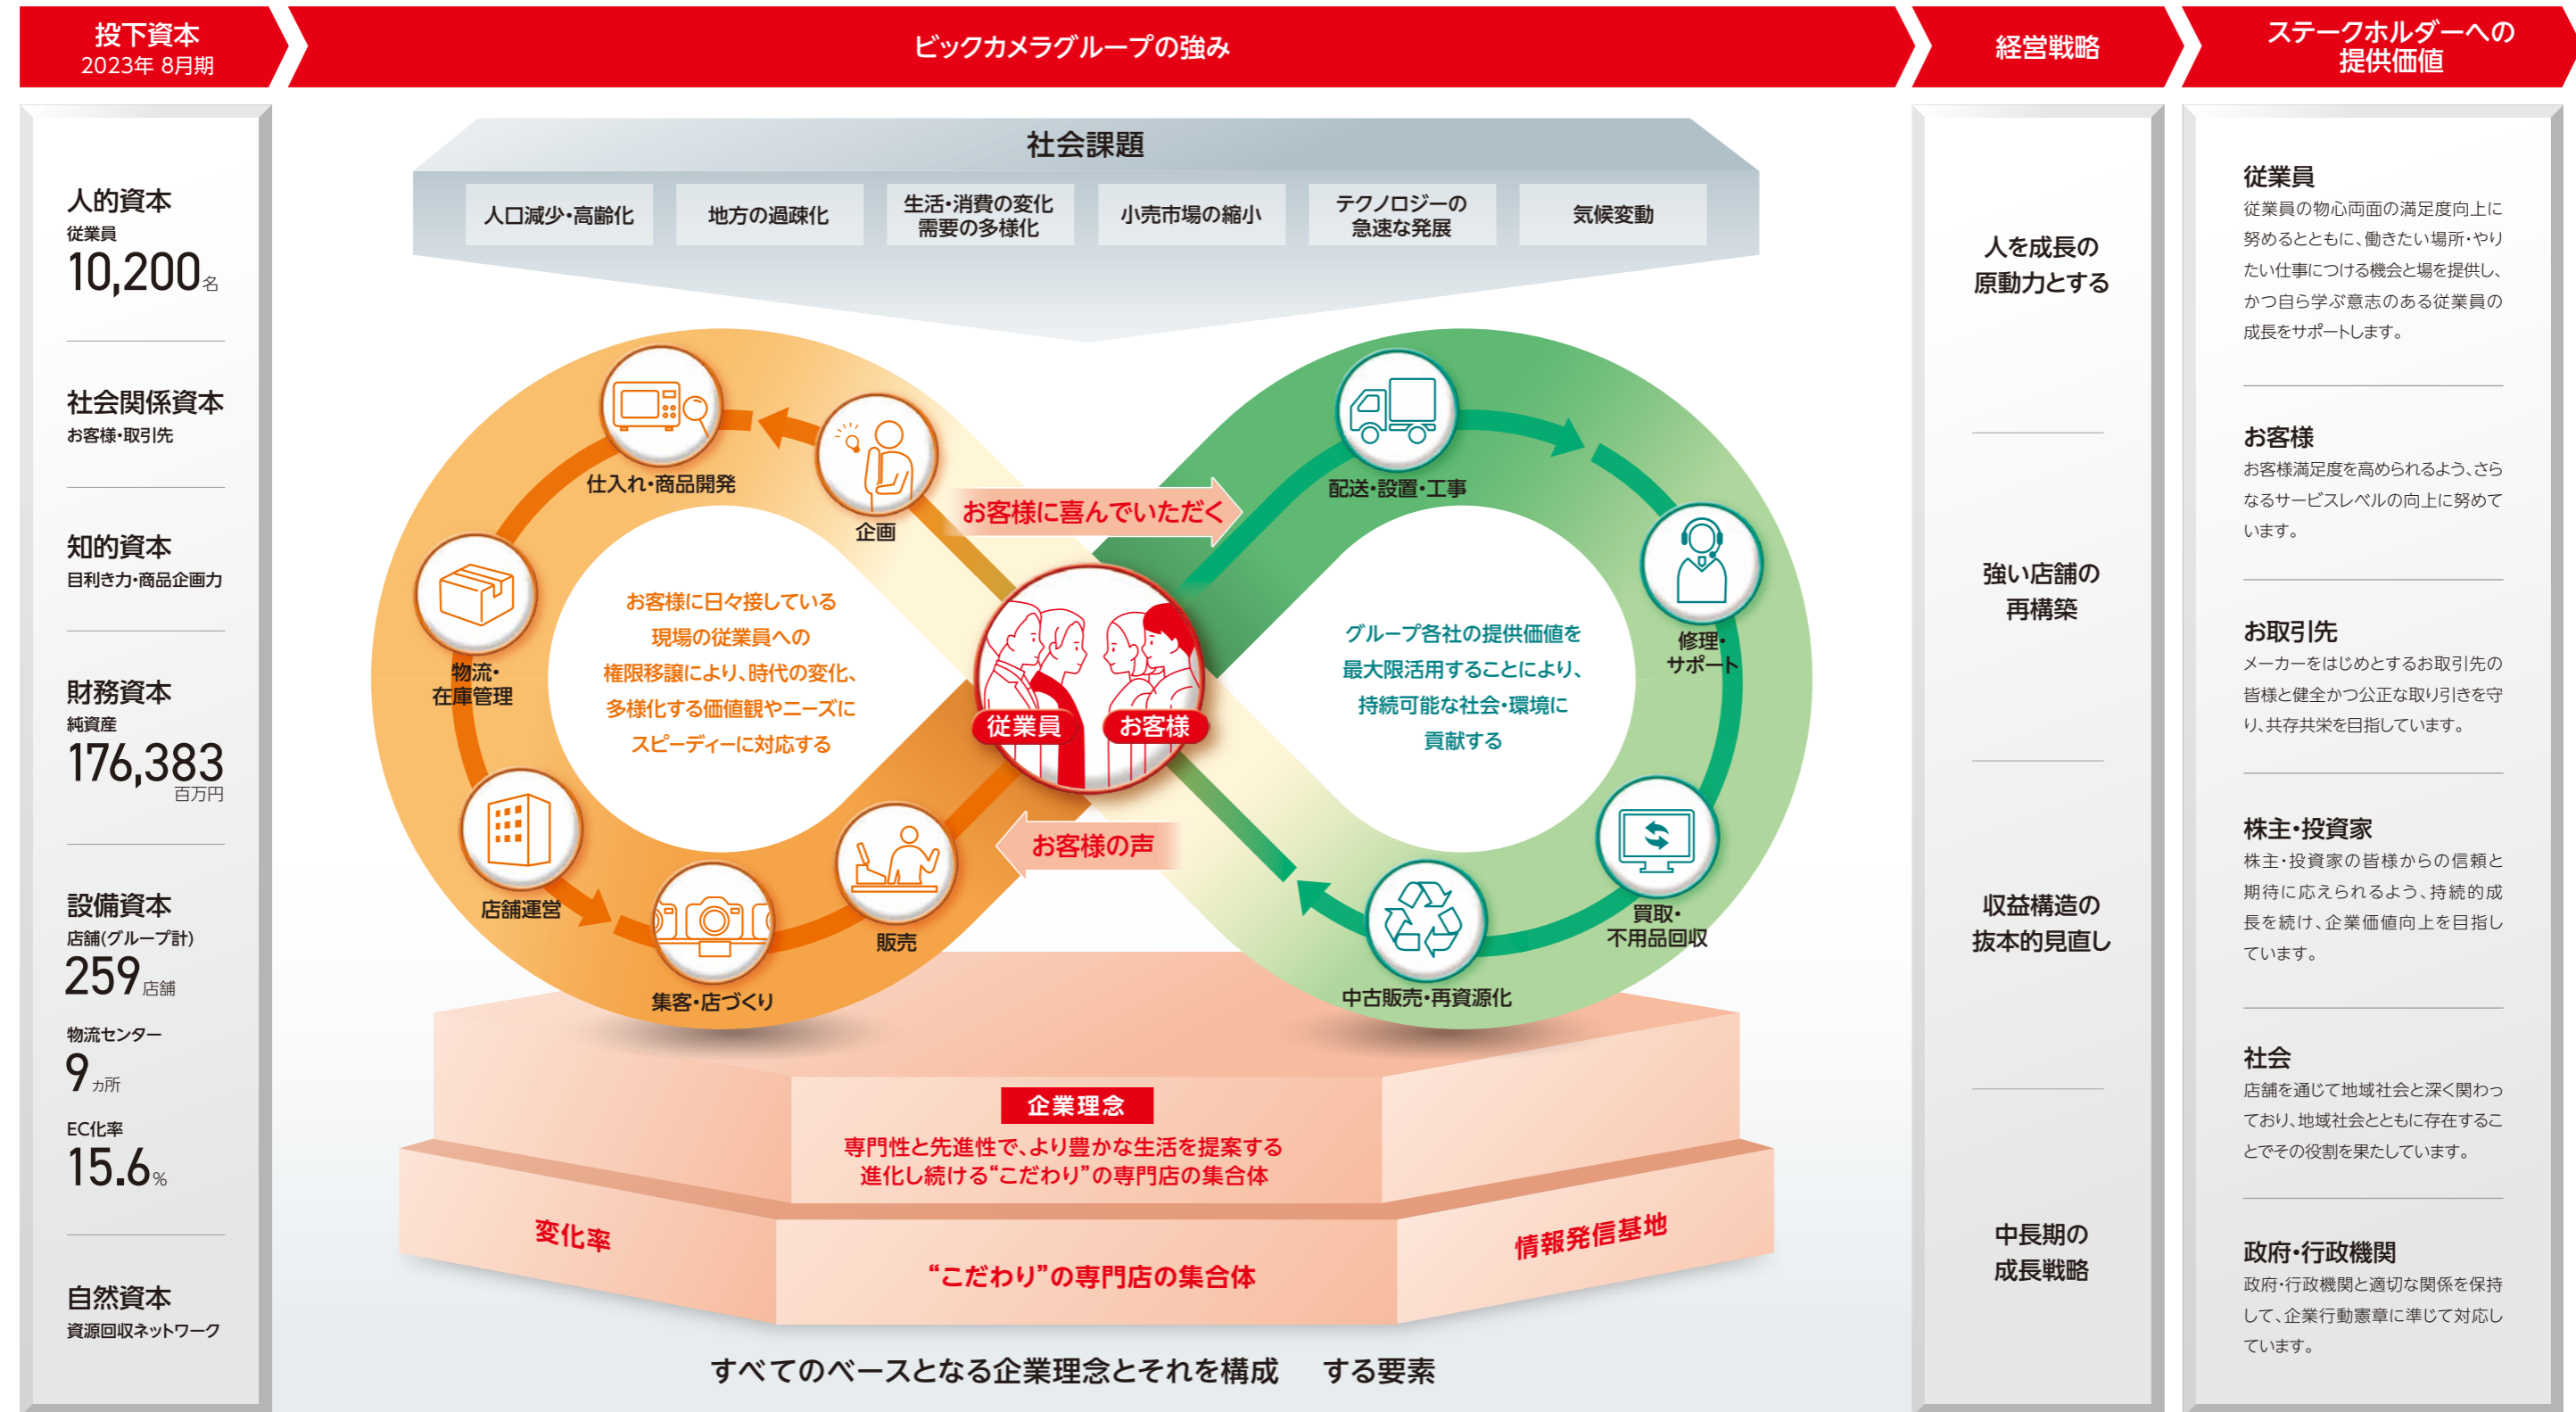 投下資本
2023年 8月期
ビックカメラグループの強み
経営戦略
ステークホルダーへの
提供価値
人的資本
従業員
10,200名
社会関係資本
お客様・取引先
知的資本
目利き力・商品企画力
財務資本
純資産
176,383
百万円
設備資本
店舗(グループ計)
259店舗
物流センター
9ヵ所
EC化率
15.6%
自然資本
資源回収ネットワーク
社会課題
人口減少・高齢化
地方の過疎化
生活・消費の変化
需要の多様化
小売市場の縮小
テクノロジーの
急速な発展
気候変動
仕入れ・商品開発
企画
物流・
在庫管理
店舗運営
集客・店づくり
販売
お客様に日々接している
現場の従業員への
権限移譲により、時代の変化、
多様化する価値観やニーズに
スピーディーに対応する
お客様に喜んでいただく
従業員
お客様
お客様の声
配送・設置・工事
修理・
サポート
買取・
不用品回収
中古販売・再資源化
グループ各社の提供価値を
最大限活用することにより、
持続可能な社会・環境に
貢献する
企業理念
専門性と先進性で、より豊かな生活を提案する
進化し続ける“こだわり”の専門店の集合体
変化率
“こだわり”の専門店の集合体
情報発信基地
すべてのベースとなる企業理念とそれを構成 する要素
人を成長の
原動力とする
強い店舗の
再構築
収益構造の
抜本的見直し
中長期の
成長戦略
従業員
従業員の物心両面の満足度向上に
努めるとともに、働きたい場所・やり
たい仕事につける機会と場を提供し、
かつ自ら学ぶ意志のある従業員の
成長をサポートします。
お客様
お客様満足度を高められるよう、さら
なるサービスレベルの向上に努めて
います。
お取引先
メーカーをはじめとするお取引先の
皆様と健全かつ公正な取り引きを守
り、共存共栄を目指しています。
株主・投資家
株主・投資家の皆様からの信頼と
期待に応えられるよう、持続的成
長を続け、企業価値向上を目指し
ています。
社会
店舗を通じて地域社会と深く関わっ
ており、地域社会とともに存在するこ
とでその役割を果たしています。
政府・行政機関
政府・行政機関と適切な関係を保持
して、企業行動憲章に準じて対応し
ています。